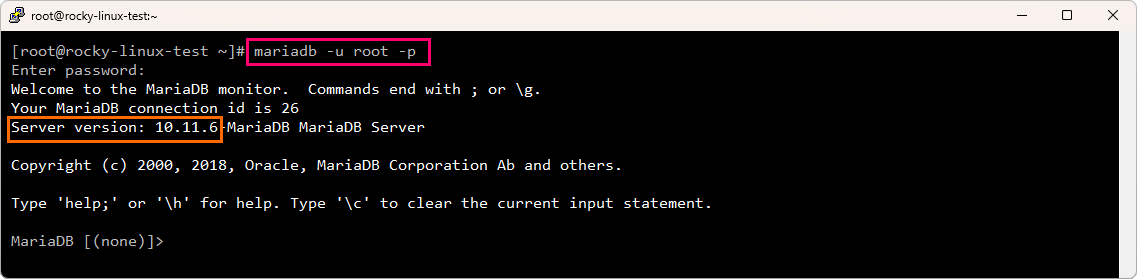 root@rocky-linux-test:~
[root@rocky-linux-test ~]# mariadb -u root -p
Enter password:
Welcome to the MariaDB monitor.  Commands end with ; or \g.
Your MariaDB connection id is 26
Server version: 10.11.6-MariaDB MariaDB Server
Copyright (c) 2000, 2018, Oracle, MariaDB Corporation Ab and others.
Type 'help;' or '\h' for help. Type '\c' to clear the current input statement.
MariaDB [(none)]>